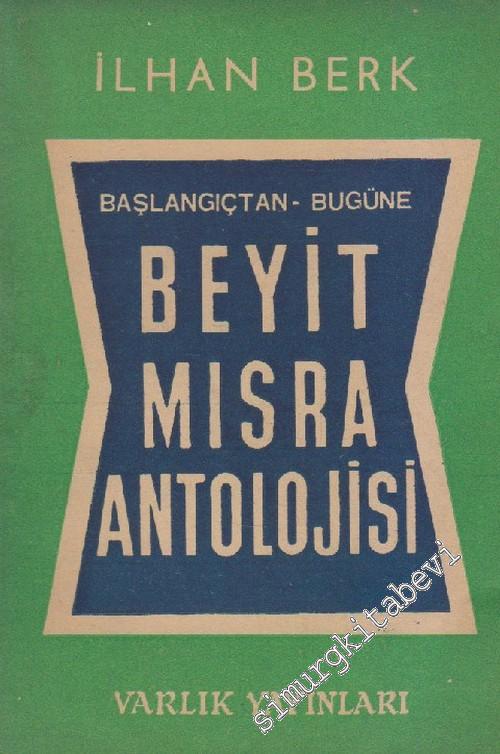 İLHAN BERK
BAŞLANGIÇTAN - BUGÜNE
BEYİT
MISRA
ANTOLOJİSİ
VARLIK YAYINLARI
simurgkitabevi